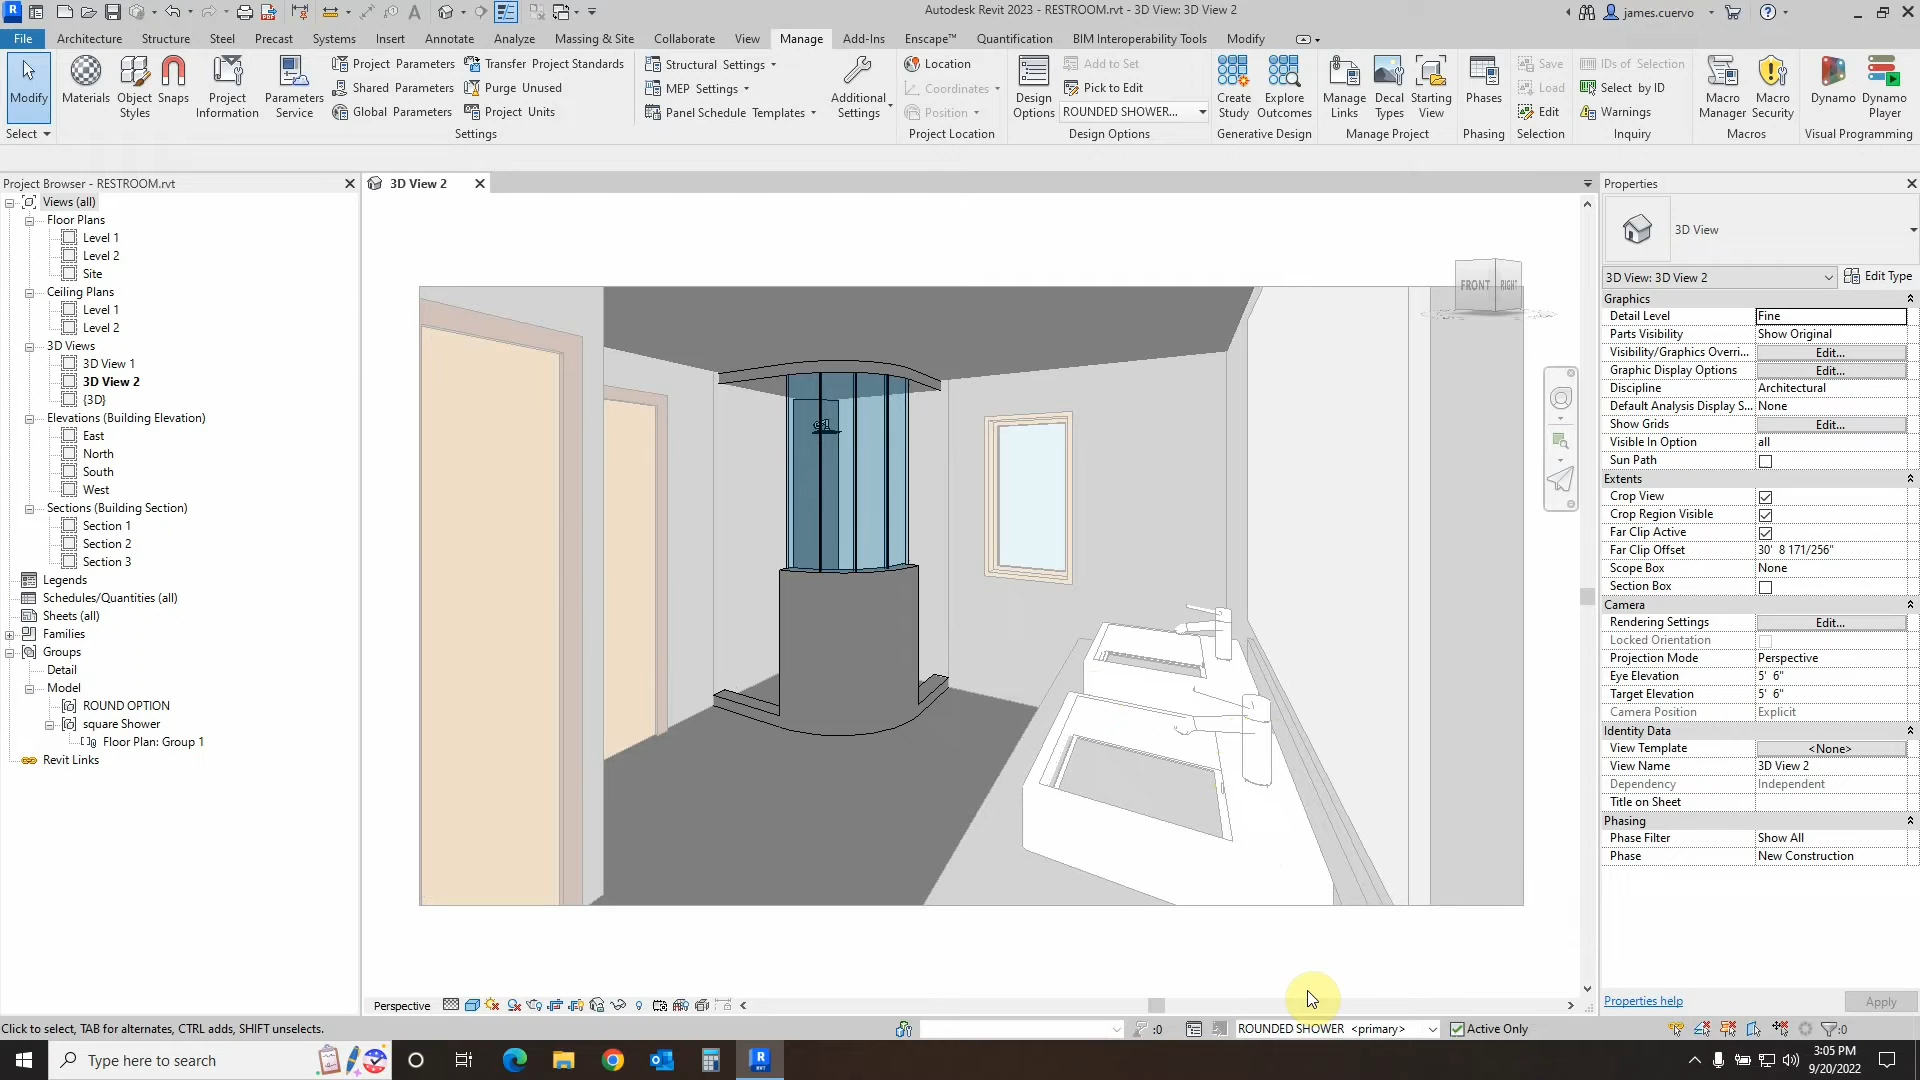 Autodesk Revit 2023 - RESTROOM.rvt - 3D View: 3D View 2
james.cuervo
File Architecture Structure Steel Precast Systems Insert Annotate Analyze Massing & Site Collaborate View Manage Add-Ins Enscape™ Quantification BIM Interoperability Tools Modify
Modify
Select
Materials
Object Styles
Snaps
Project Information
Parameters Service
Project Parameters
Shared Parameters
Global Parameters
Transfer Project Standards
Purge Unused
Project Units
Settings
Structural Settings
MEP Settings
Panel Schedule Templates
Additional Settings
Location
Coordinates
Position
Project Location
Design Options
Add to Set
Pick to Edit
ROUNDED SHOWER...
Design Options
Create Study
Explore Outcomes
Generative Design
Manage Links
Decal Types
Starting View
Manage Project
Phases
Phasing
Save
Load
Edit
Selection
IDs of Selection
Select by ID
Warnings
Inquiry
Macro Manager
Macro Security
Macros
Dynamo
Dynamo Player
Visual Programming
Project Browser - RESTROOM.rvt
Views (all)
Floor Plans
Level 1
Level 2
Site
Ceiling Plans
Level 1
Level 2
3D Views
3D View 1
3D View 2
{3D}
Elevations (Building Elevation)
East
North
South
West
Sections (Building Section)
Section 1
Section 2
Section 3
Legends
Schedules/Quantities (all)
Sheets (all)
Families
Groups
Detail
Model
ROUND OPTION
square Shower
Floor Plan: Group 1
Revit Links
3D View 2
FRONT RIGHT
Properties
3D View
3D View: 3D View 2 Edit Type
Graphics
Detail Level Fine
Parts Visibility Show Original
Visibility/Graphics Overri... Edit...
Graphic Display Options Edit...
Discipline Architectural
Default Analysis Display S... None
Show Grids Edit...
Visible In Option all
Sun Path
Extents
Crop View
Crop Region Visible
Far Clip Active
Far Clip Offset 30' 8 171/256"
Scope Box None
Section Box
Camera
Rendering Settings Edit...
Locked Orientation
Projection Mode Perspective
Eye Elevation 5' 6"
Target Elevation 5' 6"
Camera Position Explicit
Identity Data
View Template <None>
View Name 3D View 2
Dependency Independent
Title on Sheet
Phasing
Phase Filter Show All
Phase New Construction
Properties help Apply
Perspective
Click to select, TAB for alternates, CTRL adds, SHIFT unselects.
:0
ROUNDED SHOWER <primary>
Active Only
:0
Type here to search
3:05 PM
9/20/2022